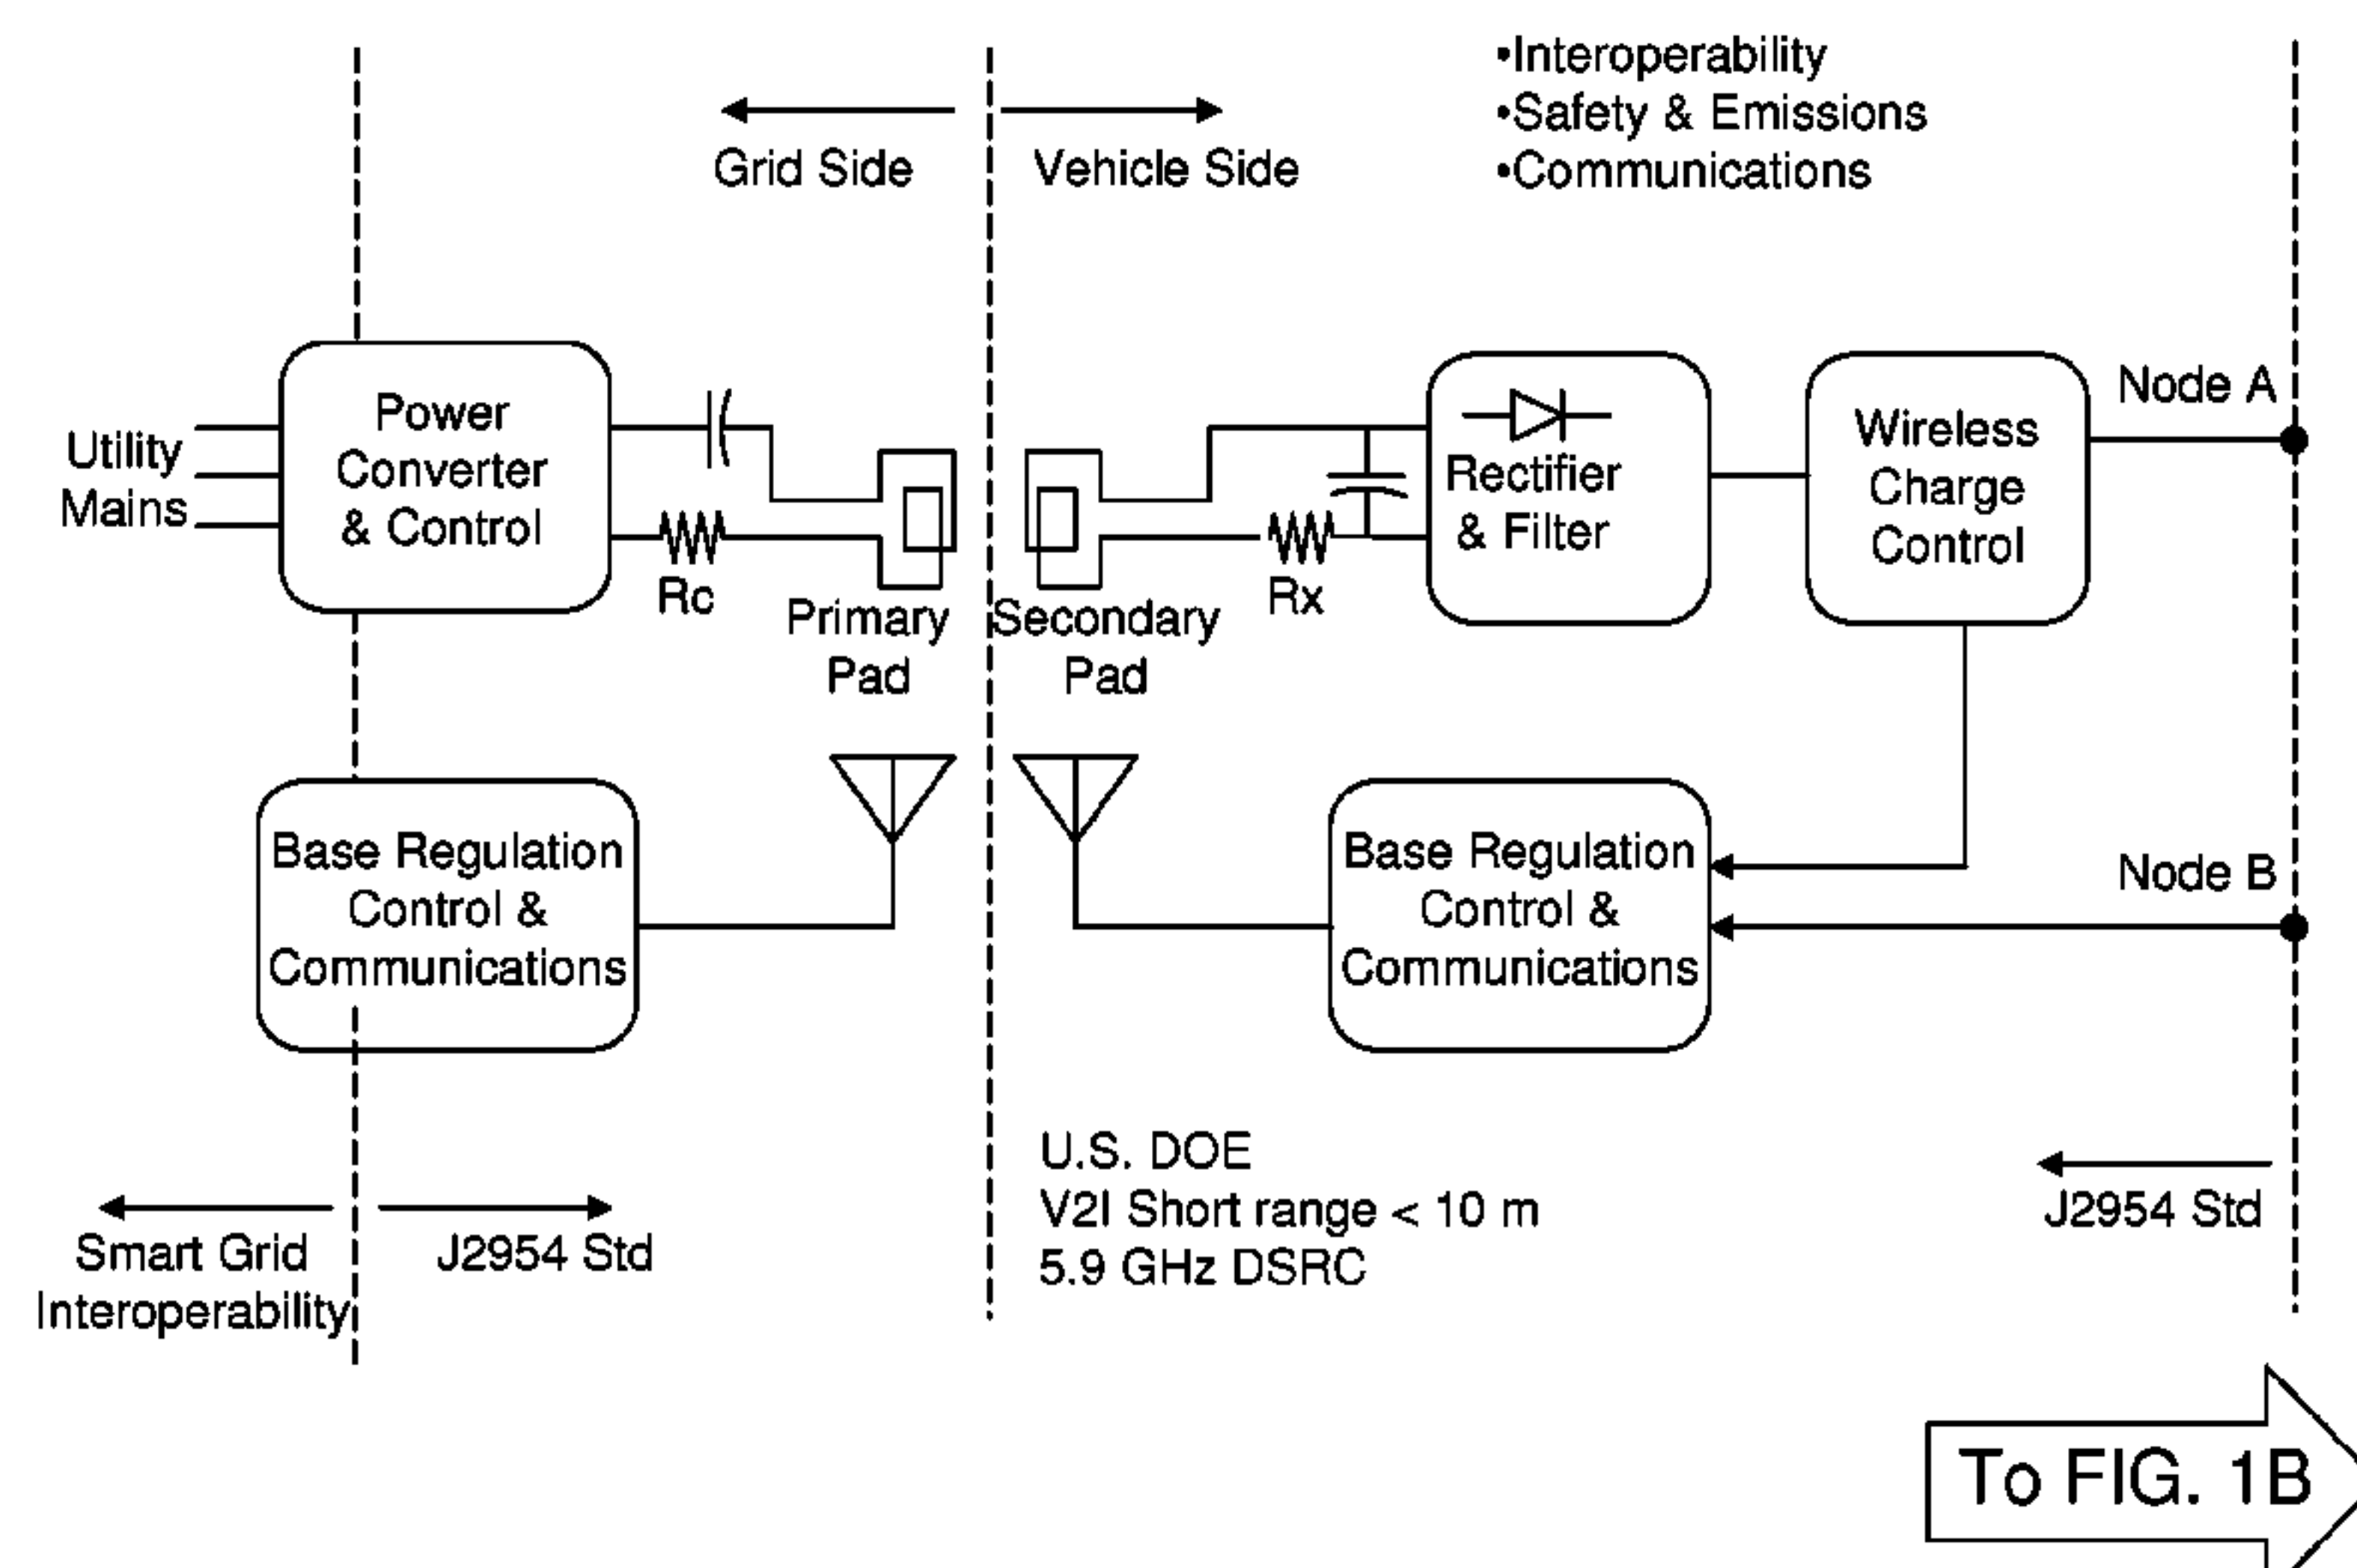 •Interoperability
•Safety & Emissions
•Communications
Grid Side
Vehicle Side
Utility
Mains
Power
Converter
& Control
Rc
Primary
Pad
Secondary
Pad
Rx
Rectifier
& Filter
Wireless
Charge
Control
Node A
Base Regulation
Control &
Communications
Base Regulation
Control &
Communications
Node B
Smart Grid
Interoperability
J2954 Std
U.S. DOE
V2I Short range < 10 m
5.9 GHz DSRC
J2954 Std
To FIG. 1B